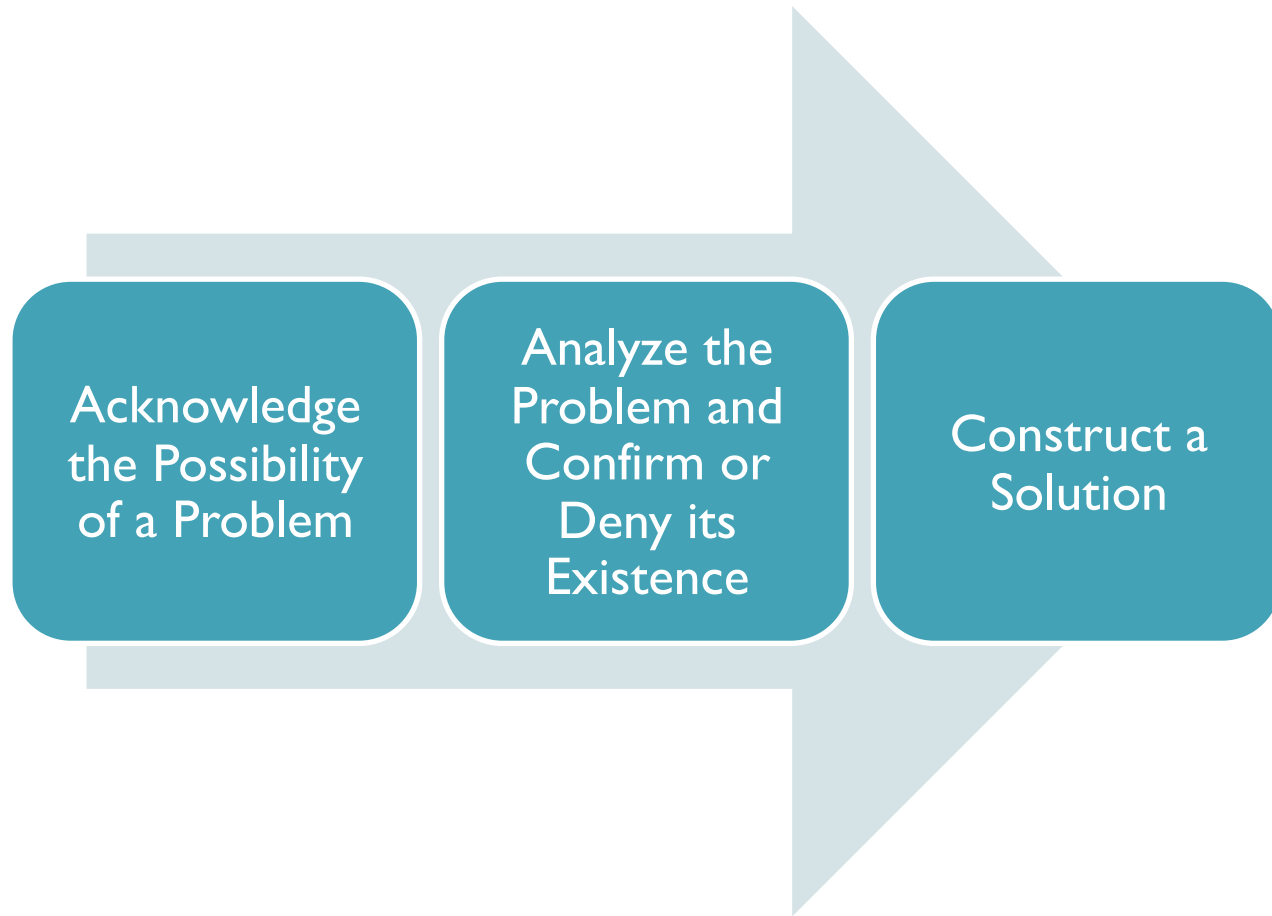 Acknowledge
the Possibility
of a Problem
Analyze the
Problem and
Confirm or
Deny its
Existence
Construct a
Solution